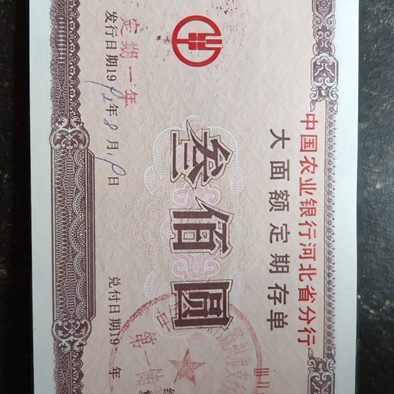 中国农业银行河北省分行
大面额定期存单
叁佰圆
定期一年
发行日期19 年8月 日
兑付日期19 年